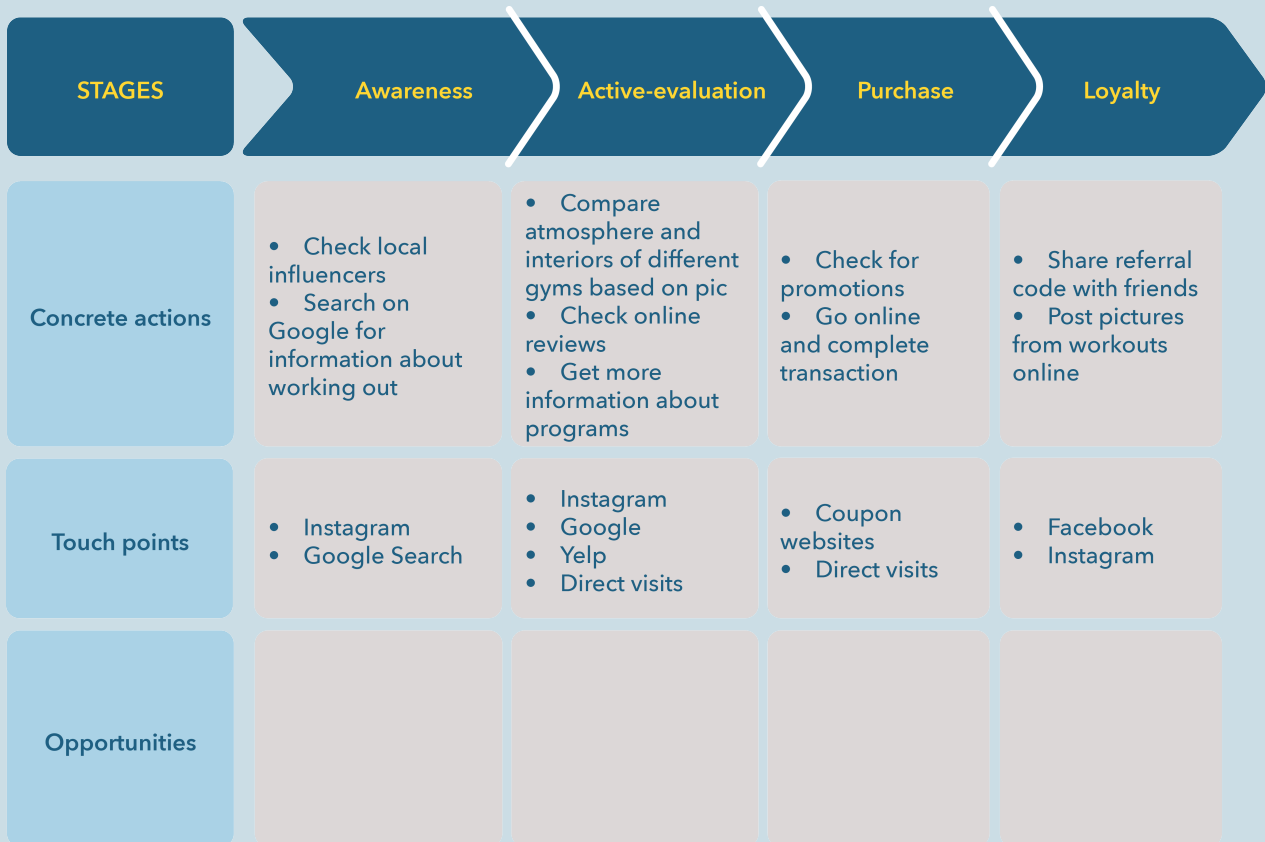 STAGES
Awareness
Active-evaluation
Purchase
Loyalty
Concrete actions
• Check local
influencers
• Search on
Google for
information about
working out
• Compare
atmosphere and
interiors of different
gyms based on pic
• Check online
reviews
• Get more
information about
programs
• Check for
promotions
• Go online
and complete
transaction
• Share referral
code with friends
• Post pictures
from workouts
online
Touch points
• Instagram
• Google Search
• Instagram
• Google
• Yelp
• Direct visits
• Coupon
websites
• Direct visits
• Facebook
• Instagram
Opportunities